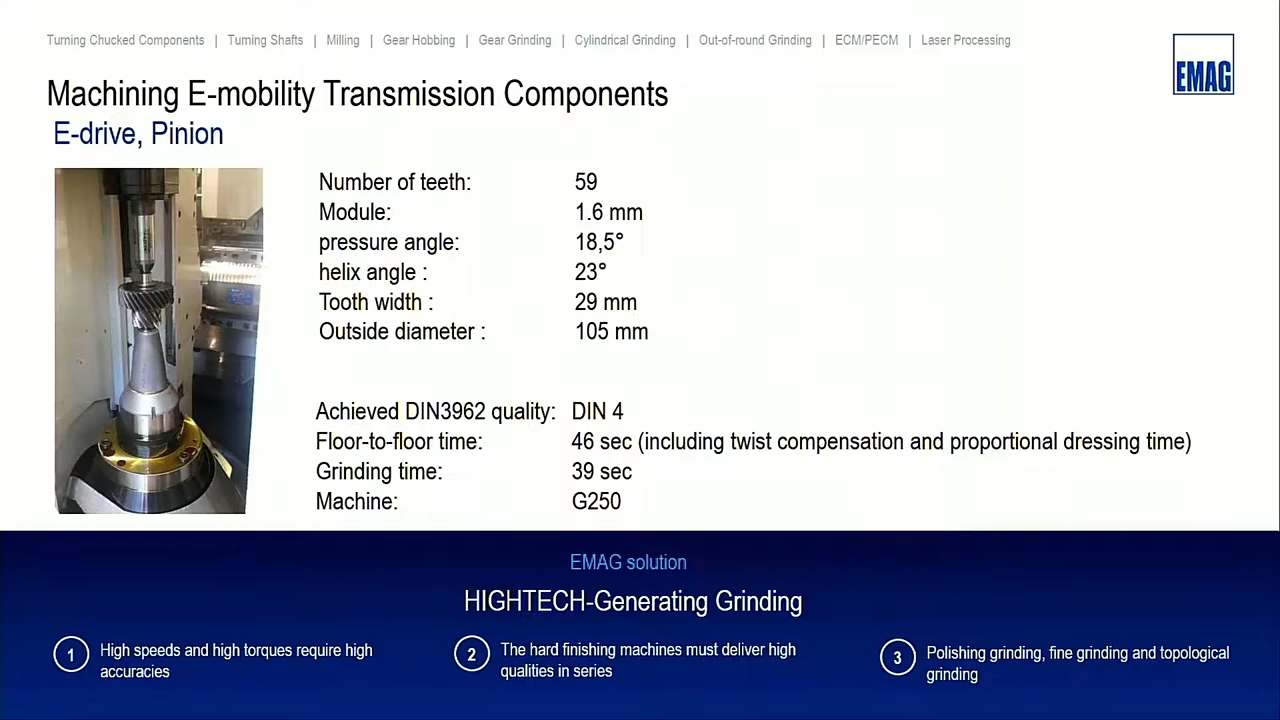 Turning Chucked Components | Turning Shafts | Milling | Gear Hobbing | Gear Grinding | Cylindrical Grinding | Out-of-round Grinding | ECM/PECM | Laser Processing
EMAG
Machining E-mobility Transmission Components
E-drive, Pinion
Number of teeth: 59
Module: 1.6 mm
pressure angle: 18,5°
helix angle : 23°
Tooth width : 29 mm
Outside diameter : 105 mm
Achieved DIN3962 quality: DIN 4
Floor-to-floor time: 46 sec (including twist compensation and proportional dressing time)
Grinding time: 39 sec
Machine: G250
EMAG solution
HIGHTECH-Generating Grinding
1 High speeds and high torques require high
accuracies
2 The hard finishing machines must deliver high
qualities in series
3 Polishing grinding, fine grinding and topological
grinding